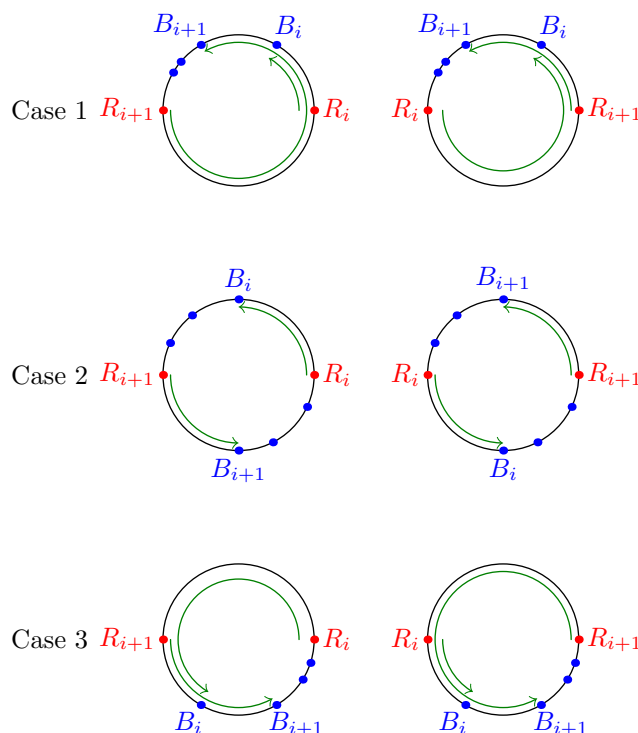 B_{i+1} B_i B_{i+1} B_i
Case 1 R_{i+1} R_i R_i R_{i+1}
B_i B_{i+1}
Case 2 R_{i+1} R_i R_i R_{i+1}
B_{i+1} B_i
Case 3 R_{i+1} R_i R_i R_{i+1}
B_i B_{i+1} B_i B_{i+1}